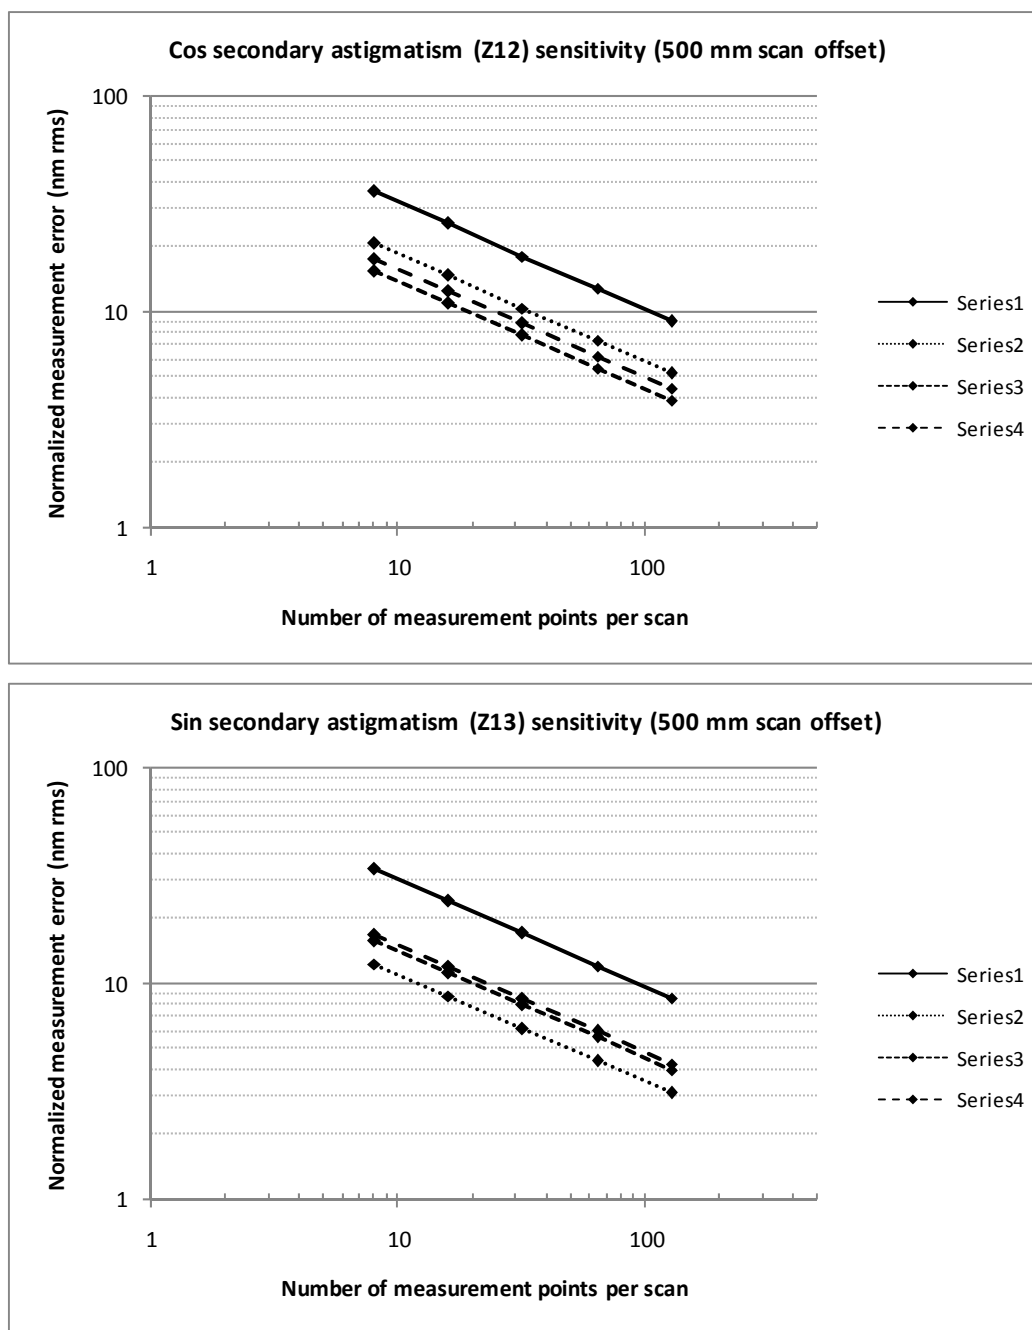 Cos secondary astigmatism (Z12) sensitivity (500 mm scan offset)
Normalized measurement error (nm rms)
100
10
1
1
10
100
Number of measurement points per scan
Series1
Series2
Series3
Series4
Sin secondary astigmatism (Z13) sensitivity (500 mm scan offset)
Normalized measurement error (nm rms)
100
10
1
1
10
100
Number of measurement points per scan
Series1
Series2
Series3
Series4